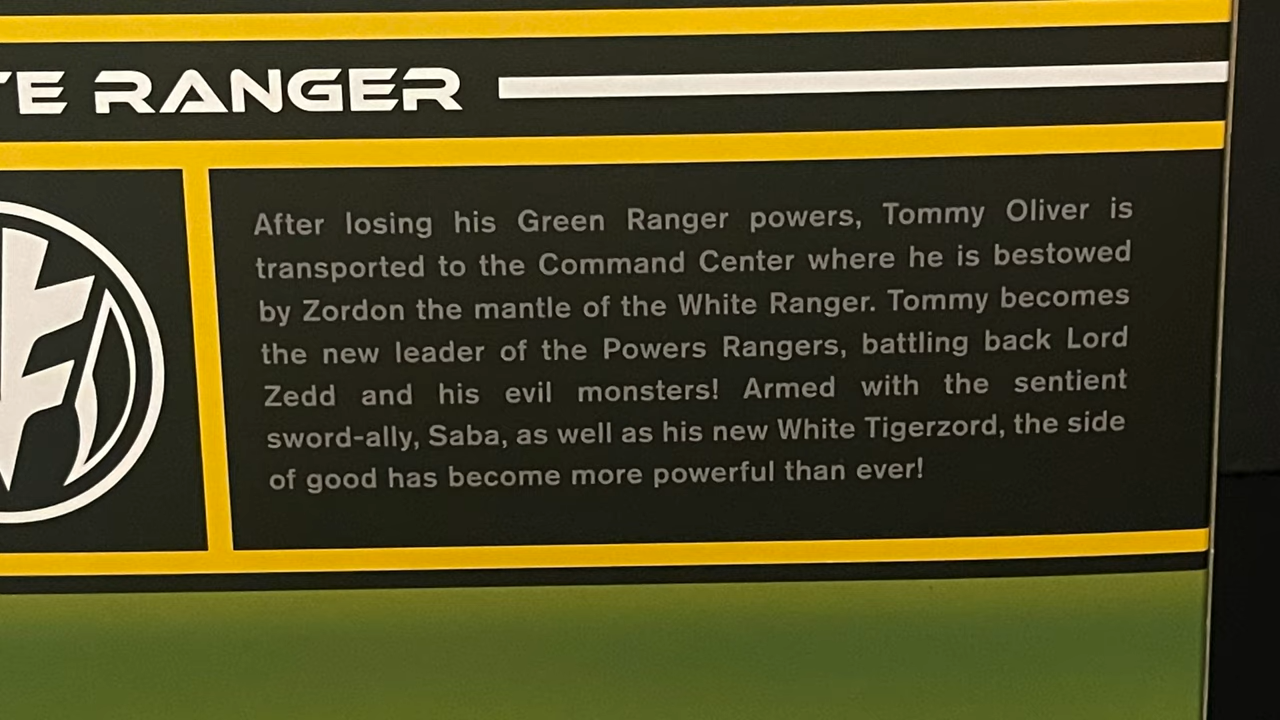 TE RANGER
After losing his Green Ranger powers, Tommy Oliver is
transported to the Command Center where he is bestowed
by Zordon the mantle of the White Ranger. Tommy becomes
the new leader of the Powers Rangers, battling back Lord
Zedd and his evil monsters! Armed with the sentient
sword-ally, Saba, as well as his new White Tigerzord, the side
of good has become more powerful than ever!